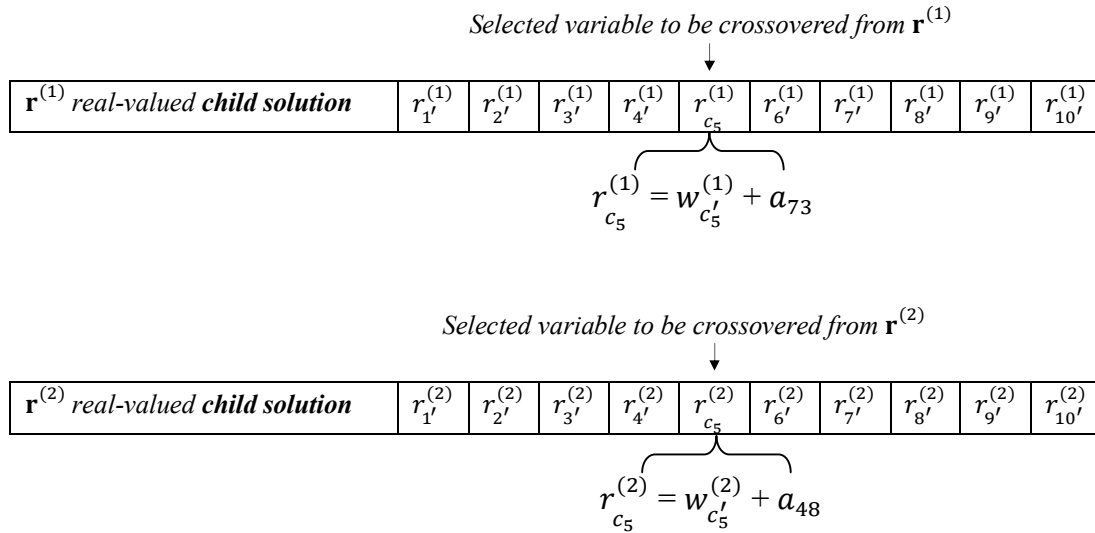 Selected variable to be crossovered from r^(1)
r^(1) real-valued child solution r_1′^(1) r_2′^(1) r_3′^(1) r_4′^(1) r_c₅^(1) r_6′^(1) r_7′^(1) r_8′^(1) r_9′^(1) r_10′^(1)
r_c₅^(1) = w_c₅′^(1) + a_73
Selected variable to be crossovered from r^(2)
r^(2) real-valued child solution r_1′^(2) r_2′^(2) r_3′^(2) r_4′^(2) r_c₅^(2) r_6′^(2) r_7′^(2) r_8′^(2) r_9′^(2) r_10′^(2)
r_c₅^(2) = w_c₅′^(2) + a_48